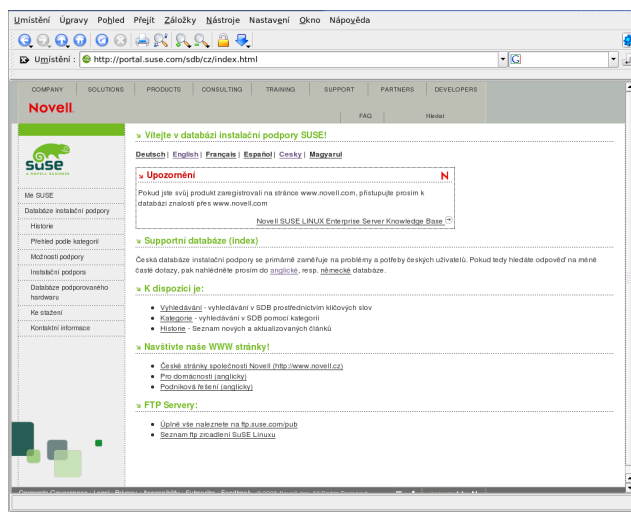 Umístění Úpravy Pohled Přejít Záložky Nástroje Nastavení Okno Nápověda
Umístění : http://portal.suse.com/sdb/cz/index.html
COMPANY SOLUTIONS PRODUCTS CONSULTING TRAINING SUPPORT PARTNERS DEVELOPERS
Novell.
FAQ Hledat
SUSE
A NOVELL BUSINESS
Mé SUSE
Databáze instalační podpory
Historie
Přehled podle kategorií
Možnosti podpory
Instalační podpora
Databáze podporovaného
hardwaru
Ke stažení
Kontaktní informace
Vítejte v databázi instalační podpory SUSE!
Deutsch | English | Français | Español | Cesky | Magyarul
Upozornění N
Pokud jste svůj produkt zaregistrovali na stránce www.novell.com, přistupujte prosím k
databázi znalostí přes www.novell.com
Novell SUSE LINUX Enterprise Server Knowledge Base
Supportní databáze (index)
Česká databáze instalační podpory se primárně zaměřuje na problémy a potřeby českých uživatelů. Pokud tedy hledáte odpověď na méně
časté dotazy, pak nahlédněte prosím do anglické, resp. německé databáze.
K dispozici je:
Vyhledávání - vyhledávání v SDB prostřednictvím klíčových slov
Kategorie - vyhledávání v SDB pomocí kategorií
Historie - Seznam nových a aktualizovaných článků
Navštivte naše WWW stránky!
České stránky společnosti Novell (http://www.novell.cz)
Pro domácnosti (anglicky)
Podniková řešení (anglicky)
FTP Servery:
Úplně vše naleznete na ftp.suse.com/pub
Seznam ftp zrcadlení SuSE Linuxu